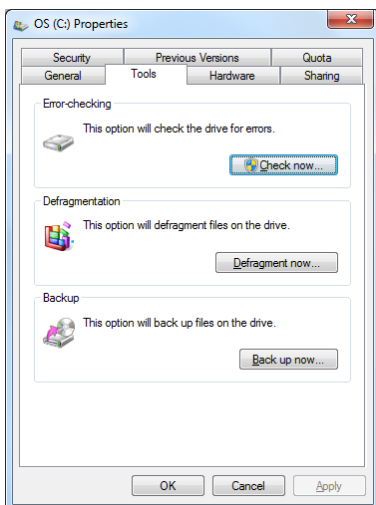 OS (C:) Properties
Security Previous Versions Quota
General Tools Hardware Sharing
Error-checking
This option will check the drive for errors.
Check now...
Defragmentation
This option will defragment files on the drive.
Defragment now...
Backup
This option will back up files on the drive.
Back up now...
OK Cancel Apply